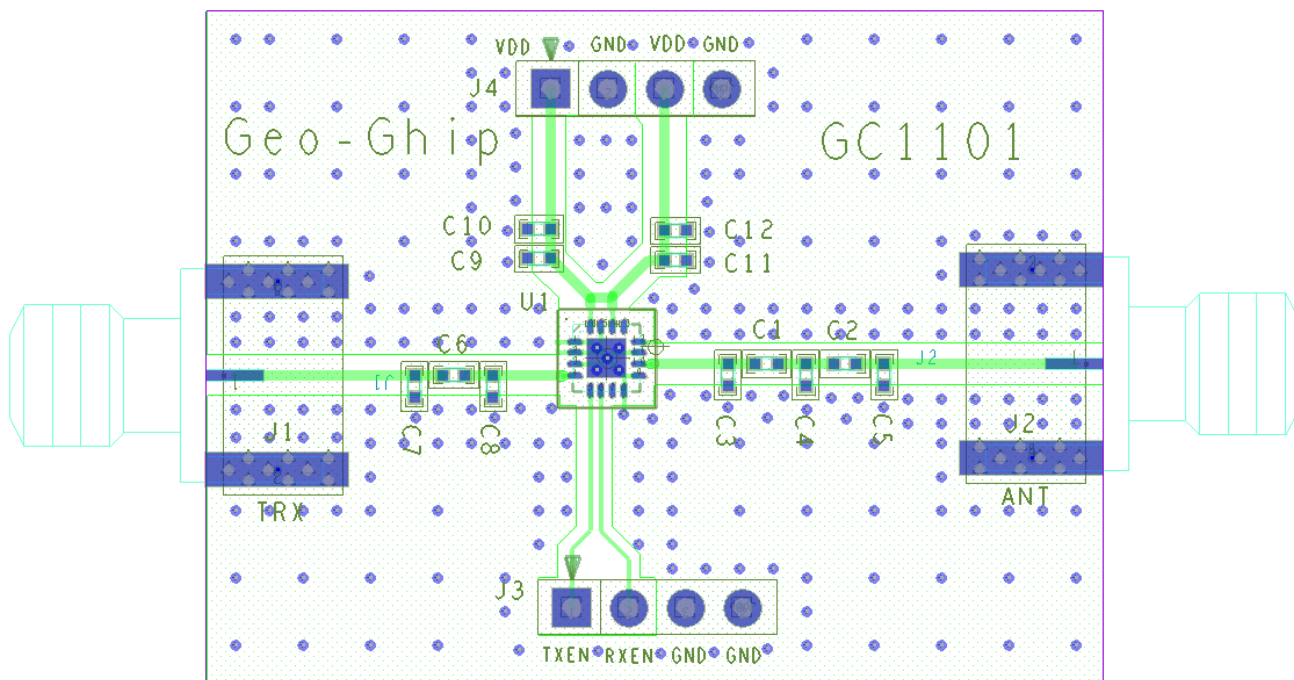 VDD GND VDD GND
J4
Geo-Ghip GC1101
C10 C12
C9 C11
U1
C6 C1 C2
J2
J1
C7 C8 C3 C4 C5
J1 J2
TRX ANT
J3
TXEN RXEN GND GND